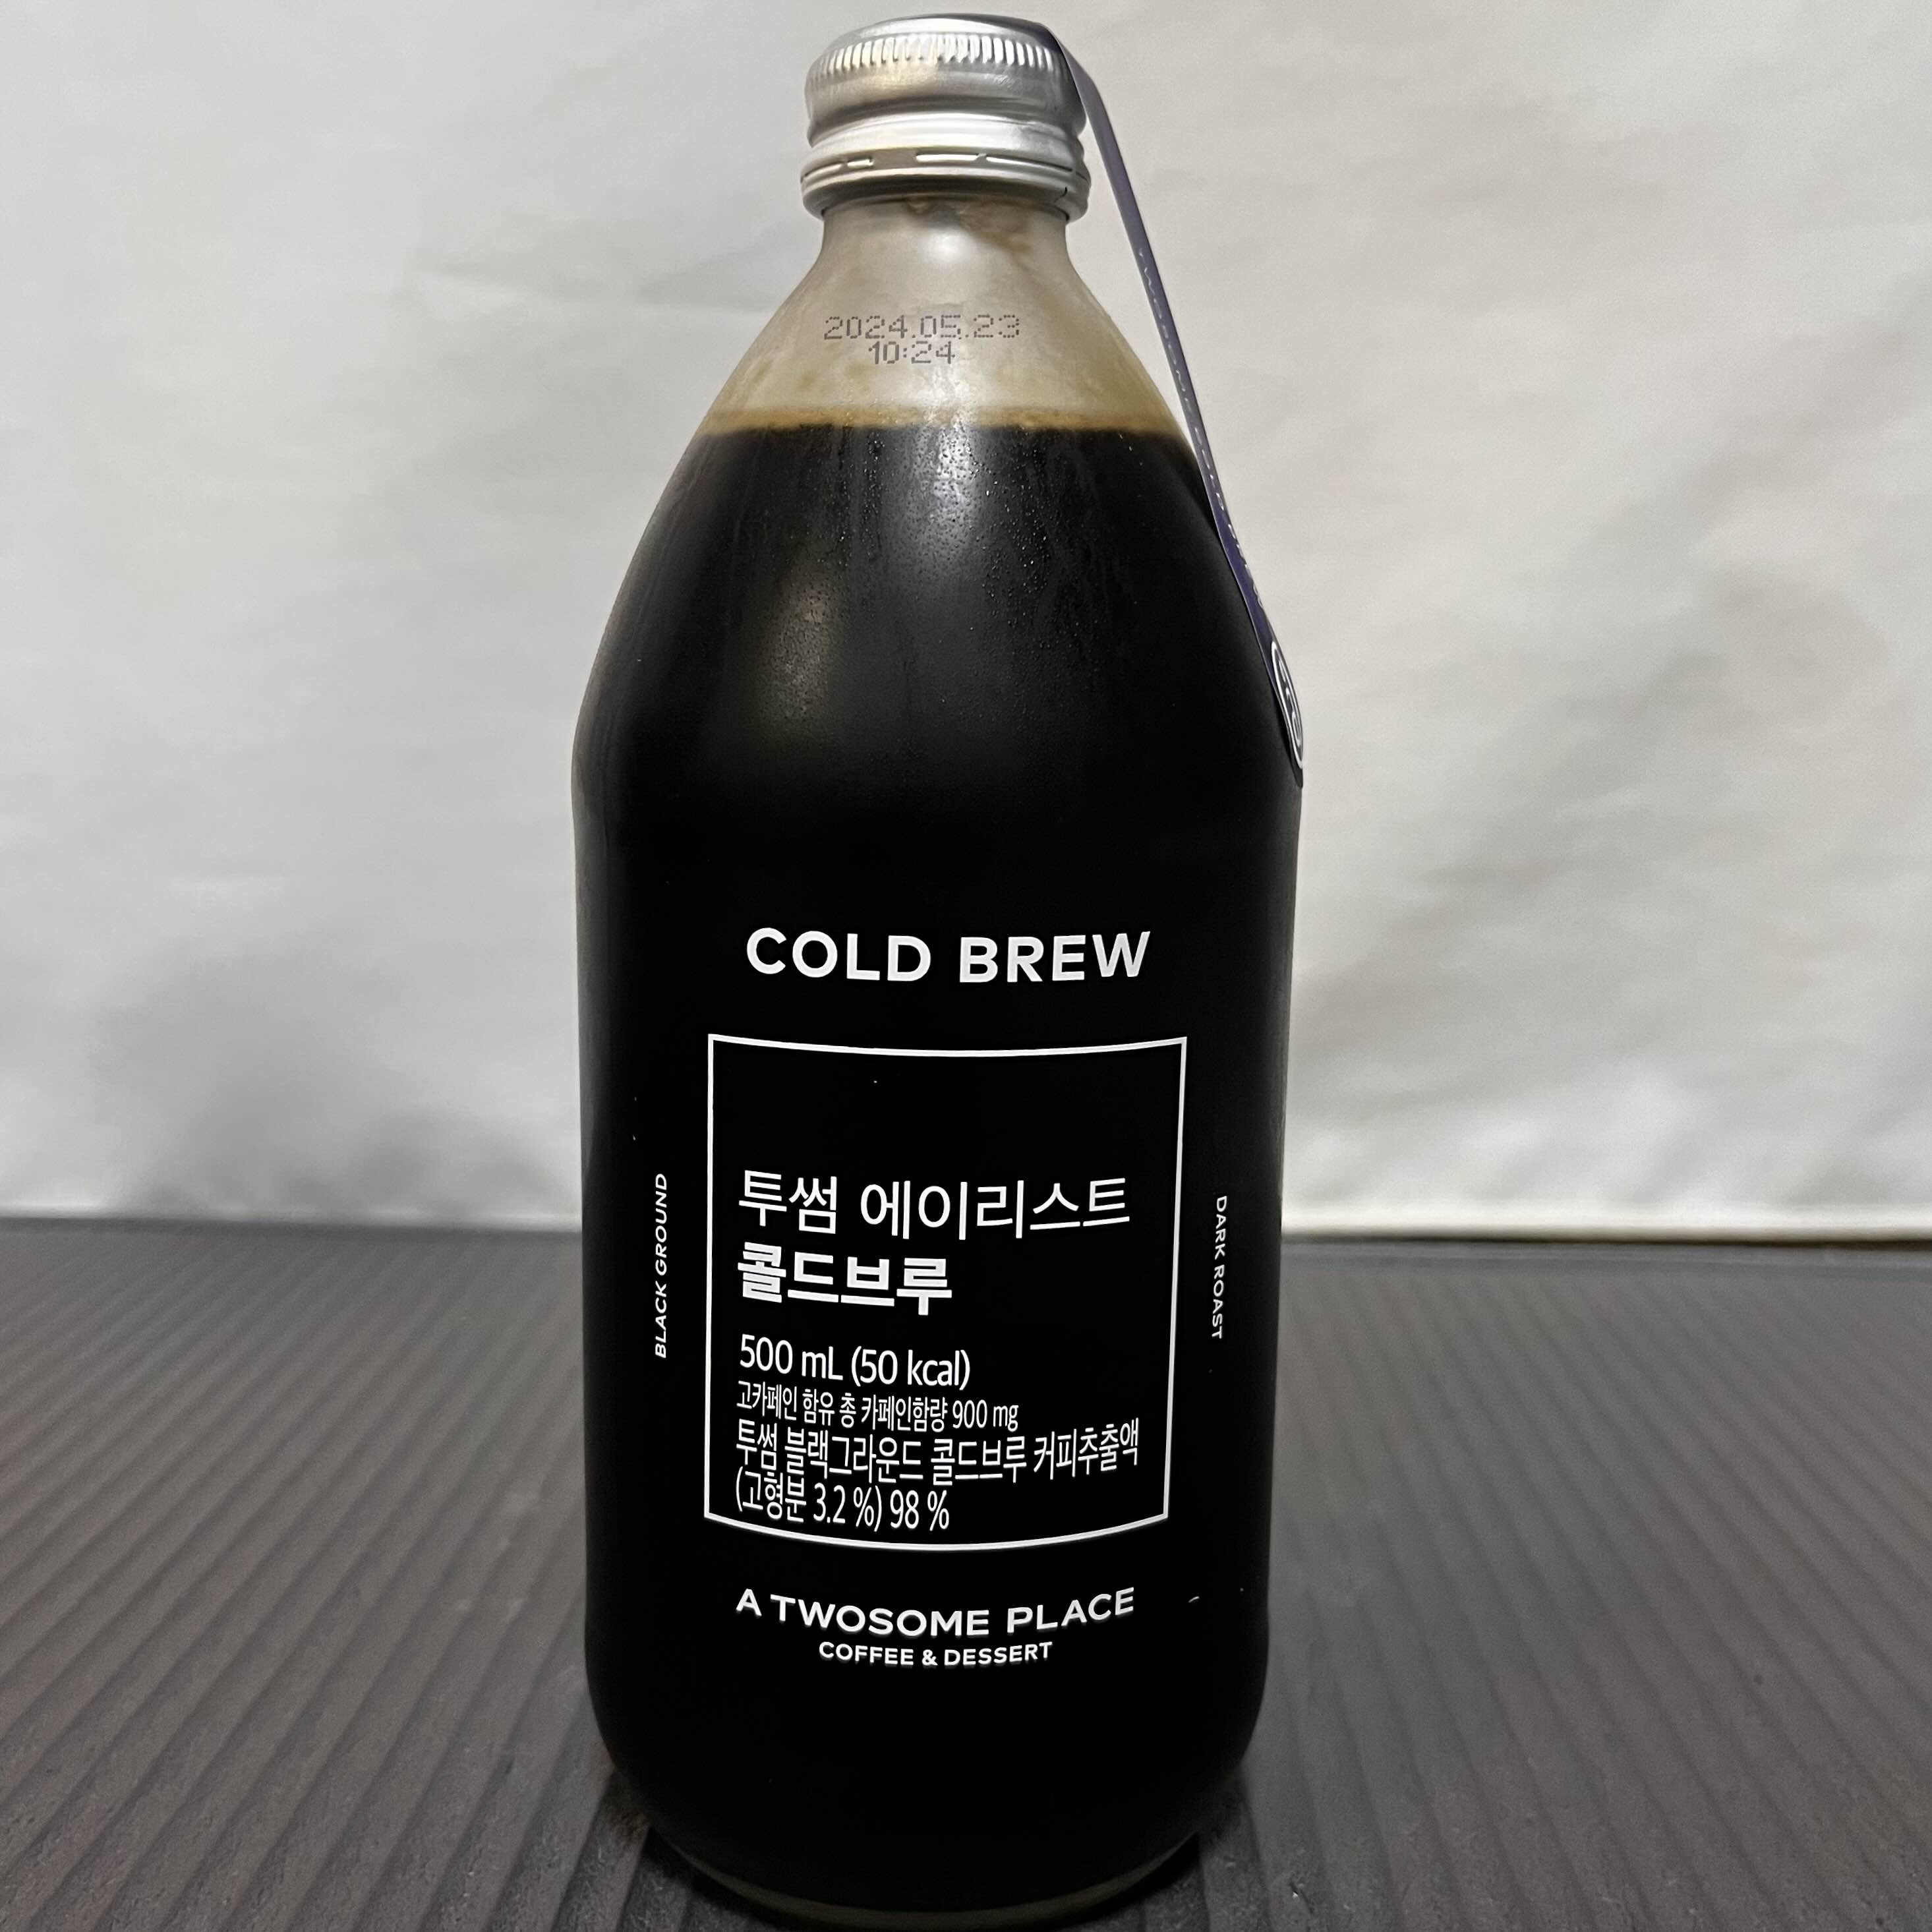 2024.05.23
10:24
COLD BREW
투썸 에이리스트
콜드브루
500 mL (50 kcal)
고카페인 함유 총 카페인함량 900 mg
투썸 블랙그라운드 콜드브루 커피추출액
(고형분 3.2 %) 98 %
BLACK GROUND
DARK ROAST
A TWOSOME PLACE
COFFEE & DESSERT